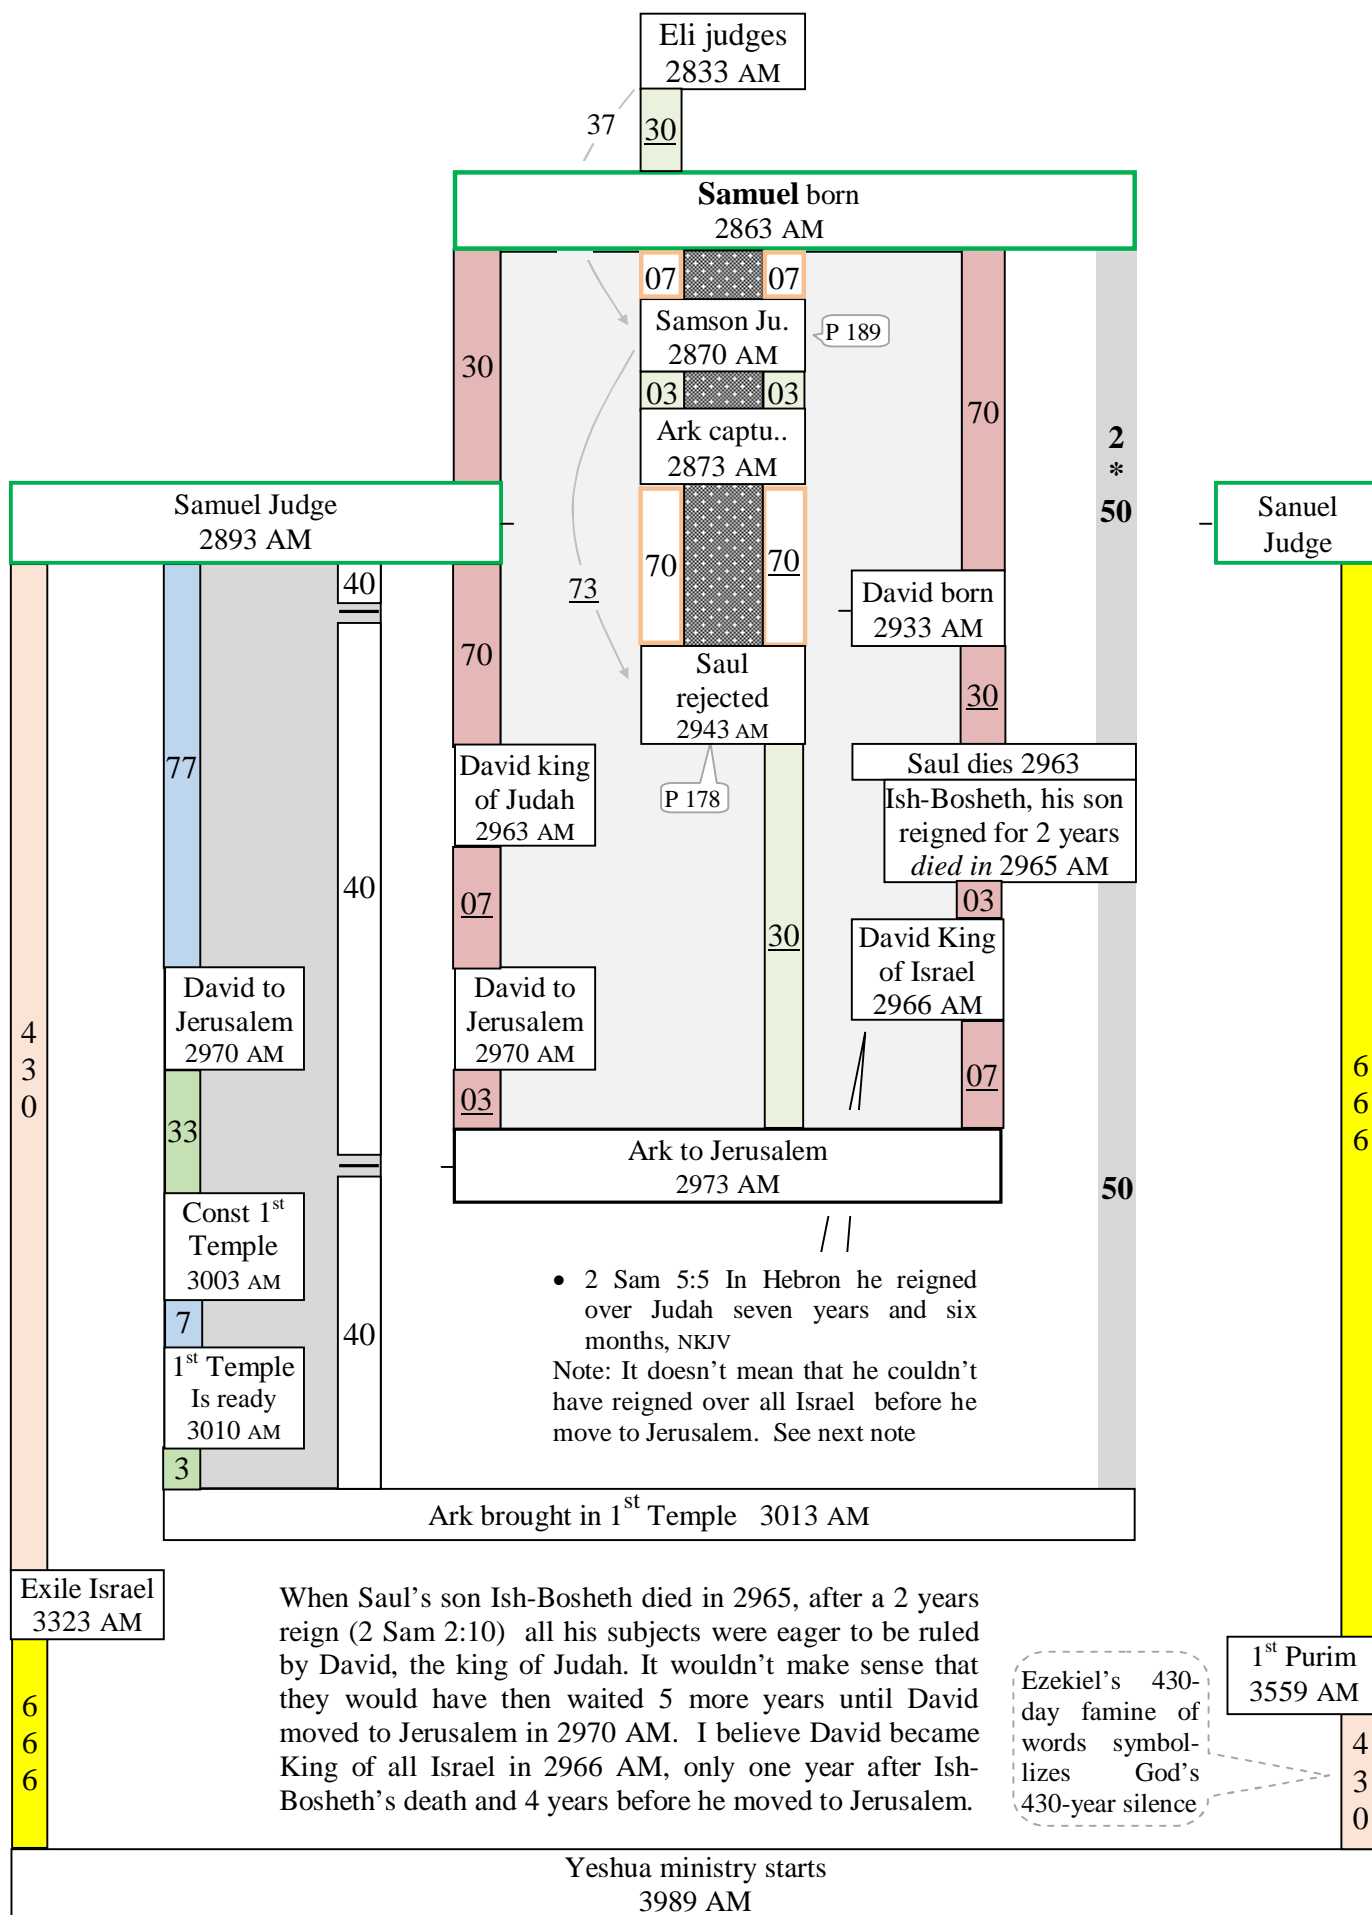 Eli judges
2833 AM
37
30
Samuel born
2863 AM
07
07
Samson Ju.
2870 AM
P 189
30
03
03
70
Ark captu..
2873 AM
2
*
50
Samuel Judge
2893 AM
Sanuel
Judge
70
70
73
40
David born
2933 AM
70
Saul
rejected
2943 AM
30
77
David king
of Judah
2963 AM
P 178
Saul dies 2963
Ish-Bosheth, his son
reigned for 2 years
died in 2965 AM
40
07
03
30
David King
of Israel
2966 AM
David to
Jerusalem
2970 AM
David to
Jerusalem
2970 AM
4
3
0
03
07
6
6
6
33
Ark to Jerusalem
2973 AM
50
Const 1st
Temple
3003 AM
• 2 Sam 5:5 In Hebron he reigned
over Judah seven years and six
months, NKJV
Note: It doesn’t mean that he couldn’t
have reigned over all Israel before he
move to Jerusalem. See next note
7
40
1st Temple
Is ready
3010 AM
3
Ark brought in 1st Temple 3013 AM
Exile Israel
3323 AM
When Saul’s son Ish-Bosheth died in 2965, after a 2 years
reign (2 Sam 2:10) all his subjects were eager to be ruled
by David, the king of Judah. It wouldn’t make sense that
they would have then waited 5 more years until David
moved to Jerusalem in 2970 AM. I believe David became
King of all Israel in 2966 AM, only one year after Ish-
Bosheth’s death and 4 years before he moved to Jerusalem.
1st Purim
3559 AM
Ezekiel’s 430-
day famine of
words symbol-
lizes God’s
430-year silence
6
6
6
4
3
0
Yeshua ministry starts
3989 AM